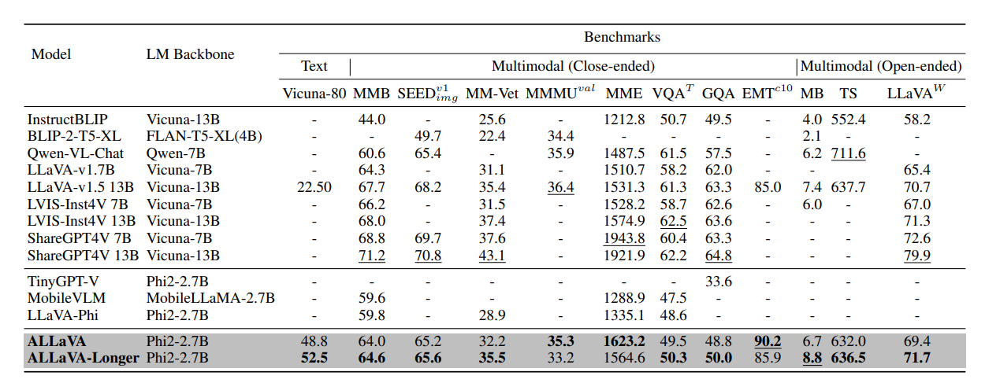 Benchmarks
Model LM Backbone
Text Multimodal (Close-ended) Multimodal (Open-ended)
Vicuna-80 MMB SEED^{v1}_{img} MM-Vet MMMU^{val} MME VQA^T GQA EMT^{c10} MB TS LLaVA^W
InstructBLIP Vicuna-13B - 44.0 - 25.6 - 1212.8 50.7 49.5 - 4.0 552.4 58.2
BLIP-2-T5-XL FLAN-T5-XL(4B) - - 49.7 22.4 34.4 - - - - 2.1 - -
Qwen-VL-Chat Qwen-7B - 60.6 65.4 - 35.9 1487.5 61.5 57.5 - 6.2 711.6 -
LLaVA-v1.7B Vicuna-7B - 64.3 - 31.1 - 1510.7 58.2 62.0 - - 65.4
LLaVA-v1.5 13B Vicuna-13B 22.50 67.7 68.2 35.4 36.4 1531.3 61.3 63.3 85.0 7.4 637.7 70.7
LVIS-Inst4V 7B Vicuna-7B - 66.2 - 31.5 - 1528.2 58.7 62.6 - 6.0 - 67.0
LVIS-Inst4V 13B Vicuna-13B - 68.0 - 37.4 - 1574.9 62.5 63.6 - - - 71.3
ShareGPT4V 7B Vicuna-7B - 68.8 69.7 37.6 - 1943.8 60.4 63.3 - - - 72.6
ShareGPT4V 13B Vicuna-13B - 71.2 70.8 43.1 - 1921.9 62.2 64.8 - - - 79.9
TinyGPT-V Phi2-2.7B - - - - - - - 33.6 - - - -
MobileVLM MobileLLaMA-2.7B - 59.6 - - - 1288.9 47.5 - - - - -
LLaVA-Phi Phi2-2.7B - 59.8 - 28.9 - 1335.1 48.6 - - - - -
ALLaVA Phi2-2.7B 48.8 64.0 65.2 32.2 35.3 1623.2 49.5 48.8 90.2 6.7 632.0 69.4
ALLaVA-Longer Phi2-2.7B 52.5 64.6 65.6 35.5 33.2 1564.6 50.3 50.0 85.9 8.8 636.5 71.7